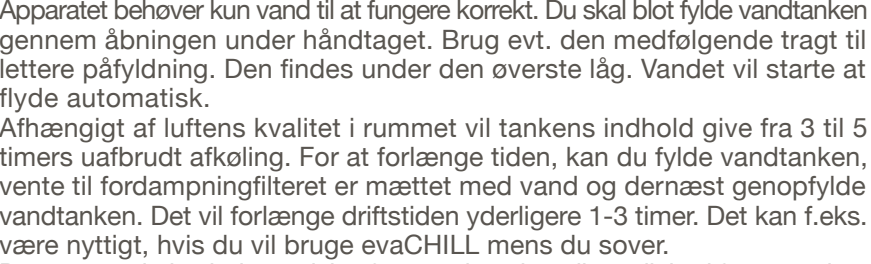 Apparatet behøver kun vand til at fungere korrekt. Du skal blot fylde vandtanken
gennem åbningen under håndtaget. Brug evt. den medfølgende tragt til
lettere påfyldning. Den findes under den øverste låg. Vandet vil starte at
flyde automatisk.
Afhængigt af luftens kvalitet i rummet vil tankens indhold give fra 3 til 5
timers uafbrudt afkøling. For at forlænge tiden, kan du fylde vandtanken,
vente til fordampningfilteret er mættet med vand og dernæst genopfylde
vandtanken. Det vil forlænge driftstiden yderligere 1-3 timer. Det kan f.eks.
være nyttigt, hvis du vil bruge evaCHILL mens du sover.